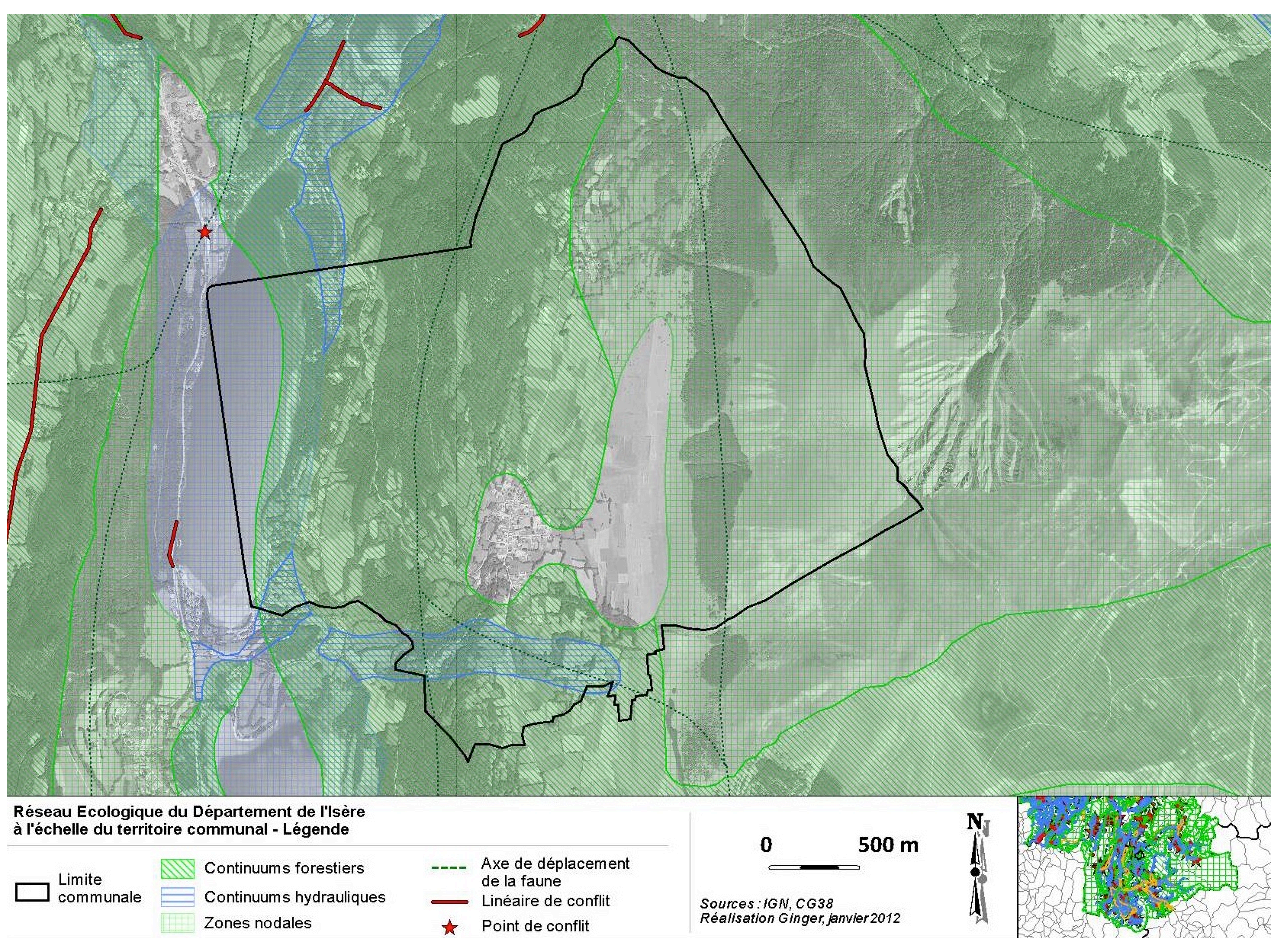 Réseau Ecologique du Département de l'Isère
à l'échelle du territoire communal - Légende
Limite
communale
Continuums forestiers
Continuums hydrauliques
Zones nodales
Axe de déplacement
de la faune
Linéaire de conflit
Point de conflit
0 500 m
Sources : IGN, CG38
Réalisation Ginger, janvier 2012
N